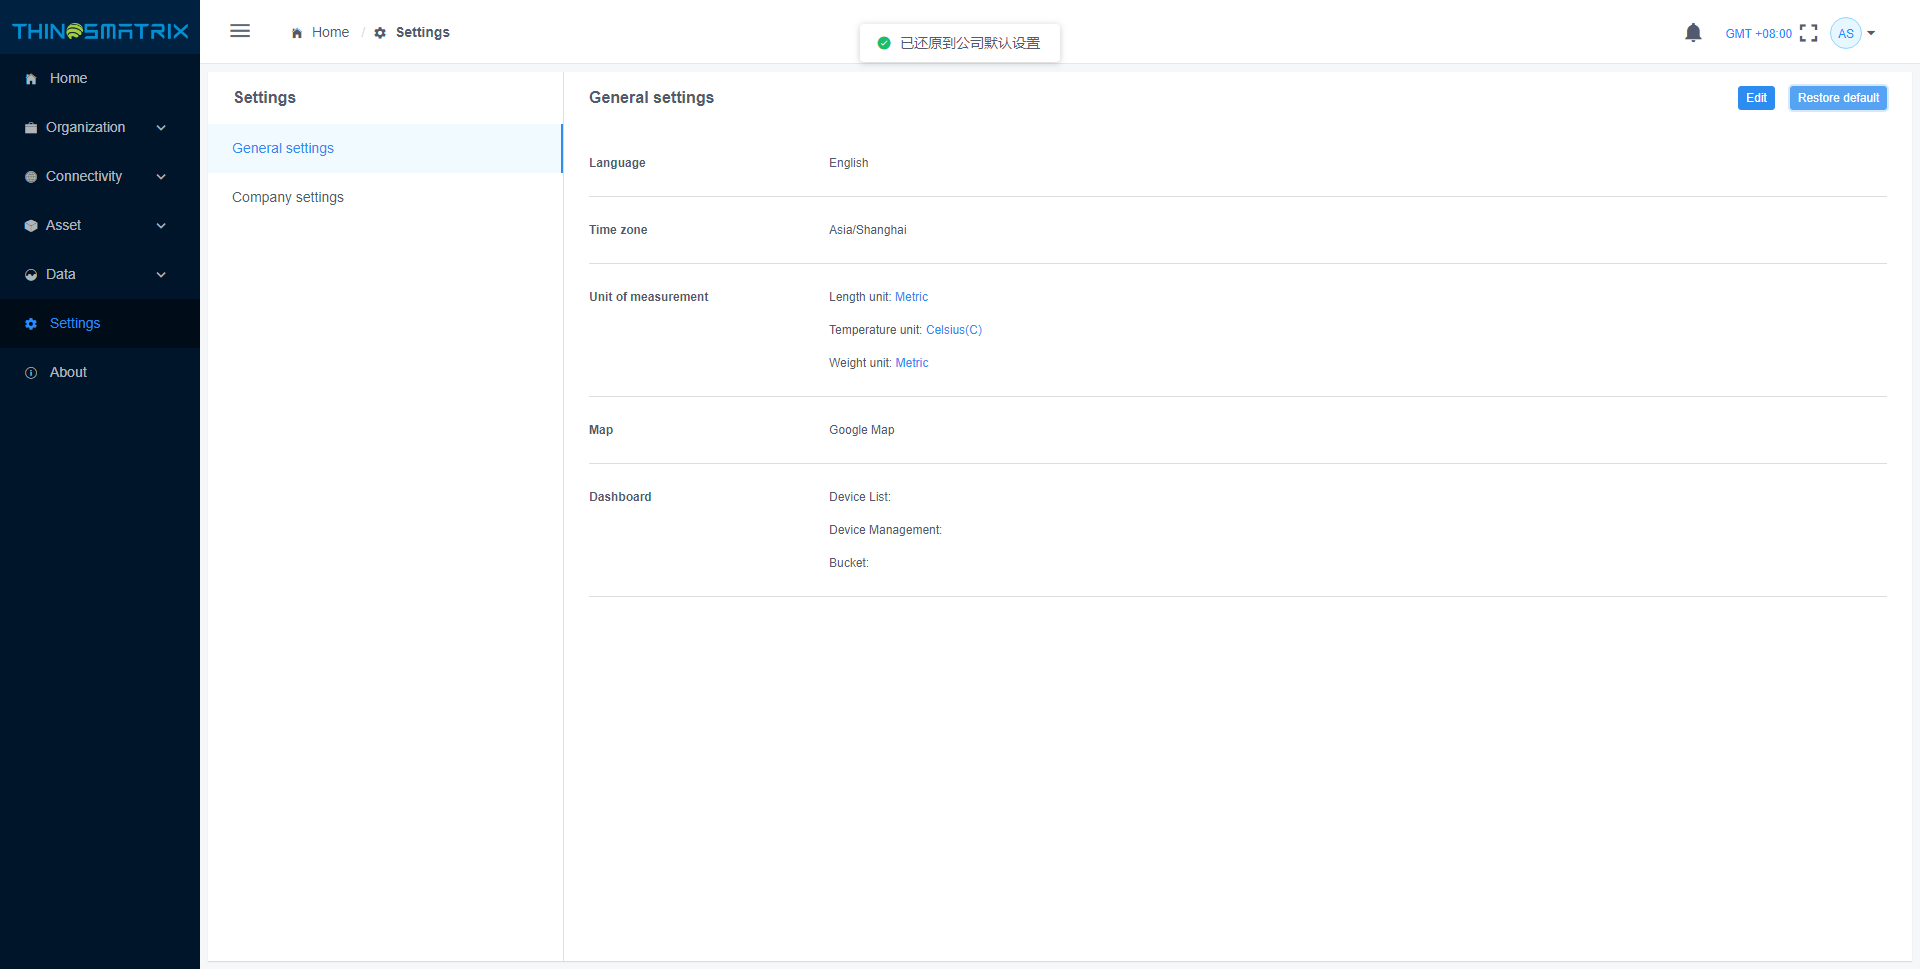 THINGSMATRIX
Home
Organization
Connectivity
Asset
Data
Settings
About
Home / Settings
已还原到公司默认设置
GMT +08:00
AS
Settings
General settings
Company settings
General settings
Edit
Restore default
Language
English
Time zone
Asia/Shanghai
Unit of measurement
Length unit: Metric
Temperature unit: Celsius(C)
Weight unit: Metric
Map
Google Map
Dashboard
Device List:
Device Management:
Bucket: